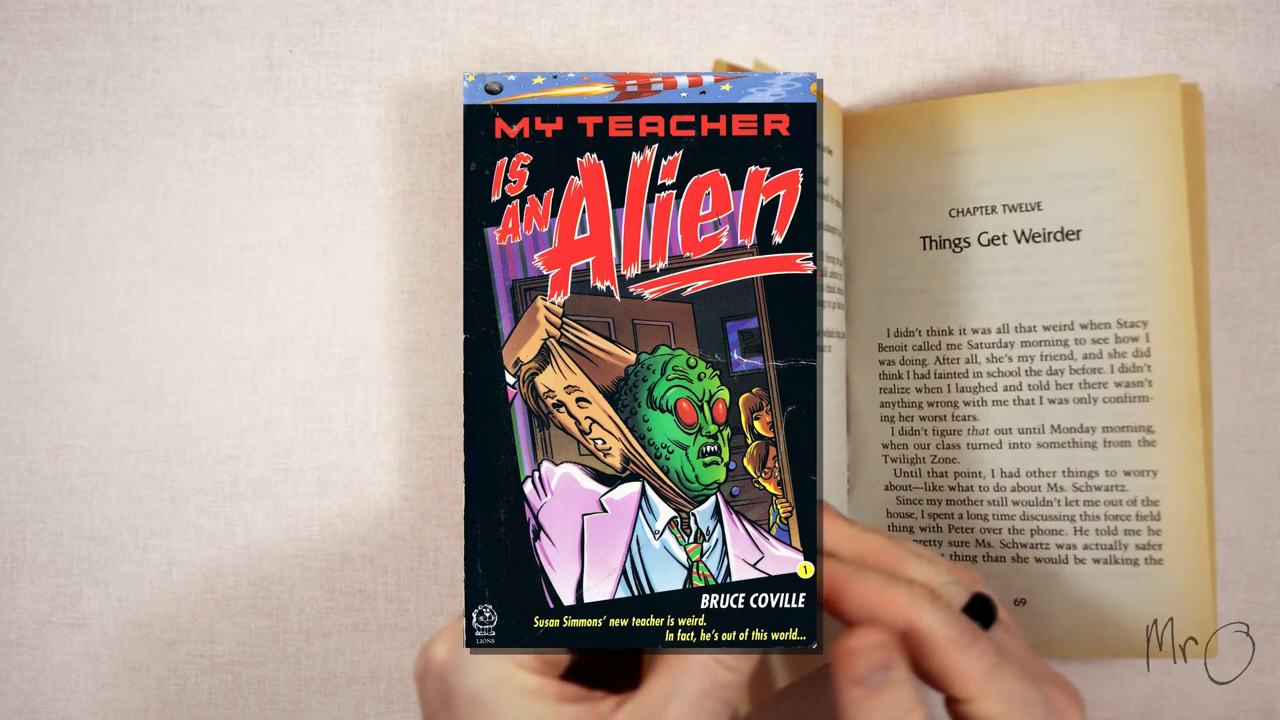 MY TEACHER
IS
AN Alien
1
BRUCE COVILLE
Susan Simmons' new teacher is weird.
In fact, he's out of this world...
LIONS
CHAPTER TWELVE
Things Get Weirder
I didn't think it was all that weird when Stacy
Benoit called me Saturday morning to see how I
was doing. After all, she's my friend, and she did
think I had fainted in school the day before. I didn't
realize when I laughed and told her there wasn't
anything wrong with me that I was only confirm-
ing her worst fears.
I didn't figure that out until Monday morning,
when our class turned into something from the
Twilight Zone.
Until that point, I had other things to worry
about—like what to do about Ms. Schwartz.
Since my mother still wouldn't let me out of the
house, I spent a long time discussing this force field
thing with Peter over the phone. He told me he
pretty sure Ms. Schwartz was actually safer
thing than she would be walking the
69
Mr O